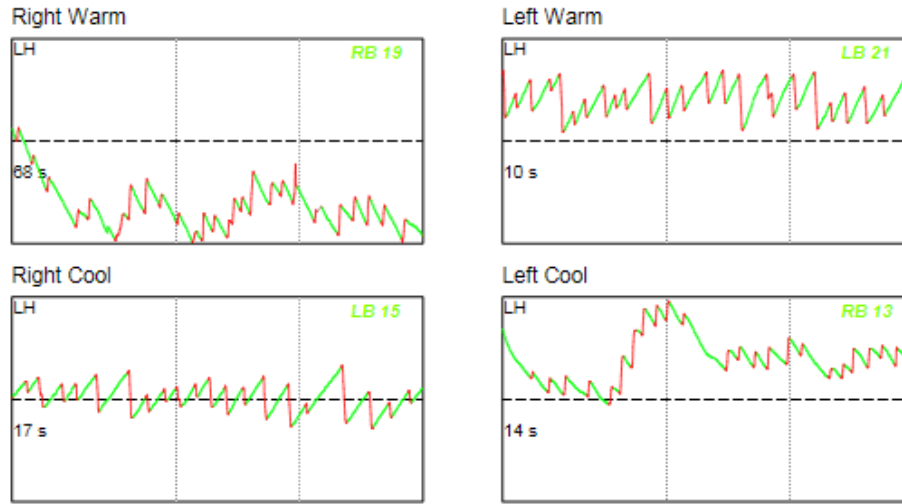 Right Warm
LH RB 19
68 s
Left Warm
LH LB 21
10 s
Right Cool
LH LB 15
17 s
Left Cool
LH RB 13
14 s